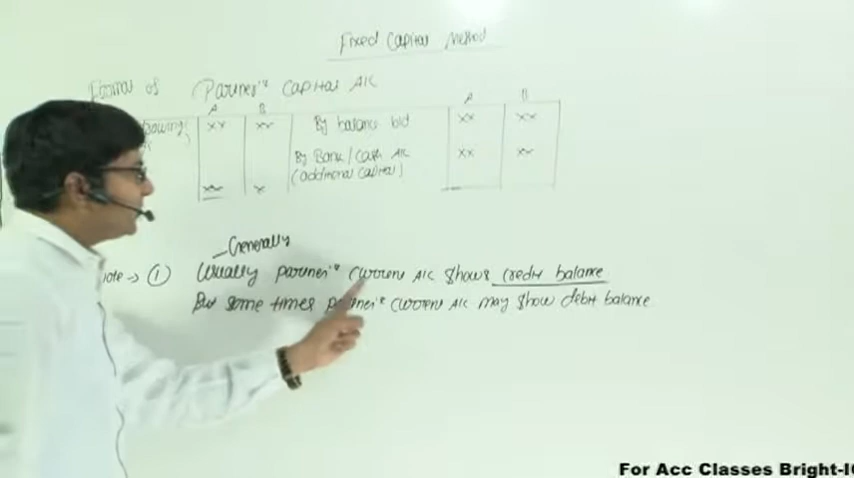 Fixed Capital Method
Format of Partner's Capital A/c
A B A B
xx xx By balance b/d xx xx
By Bank/Cash A/c xx xx
(additional capital)
Generally
Note → ① Usually partner's current A/c shows credit balance
But some times partner's current A/c may show debit balance
For Acc Classes Bright-I